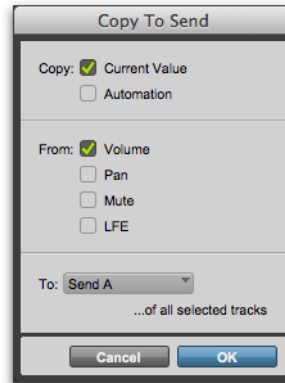 Copy To Send
Copy: Current Value
Automation
From: Volume
Pan
Mute
LFE
To: Send A
...of all selected tracks
Cancel OK